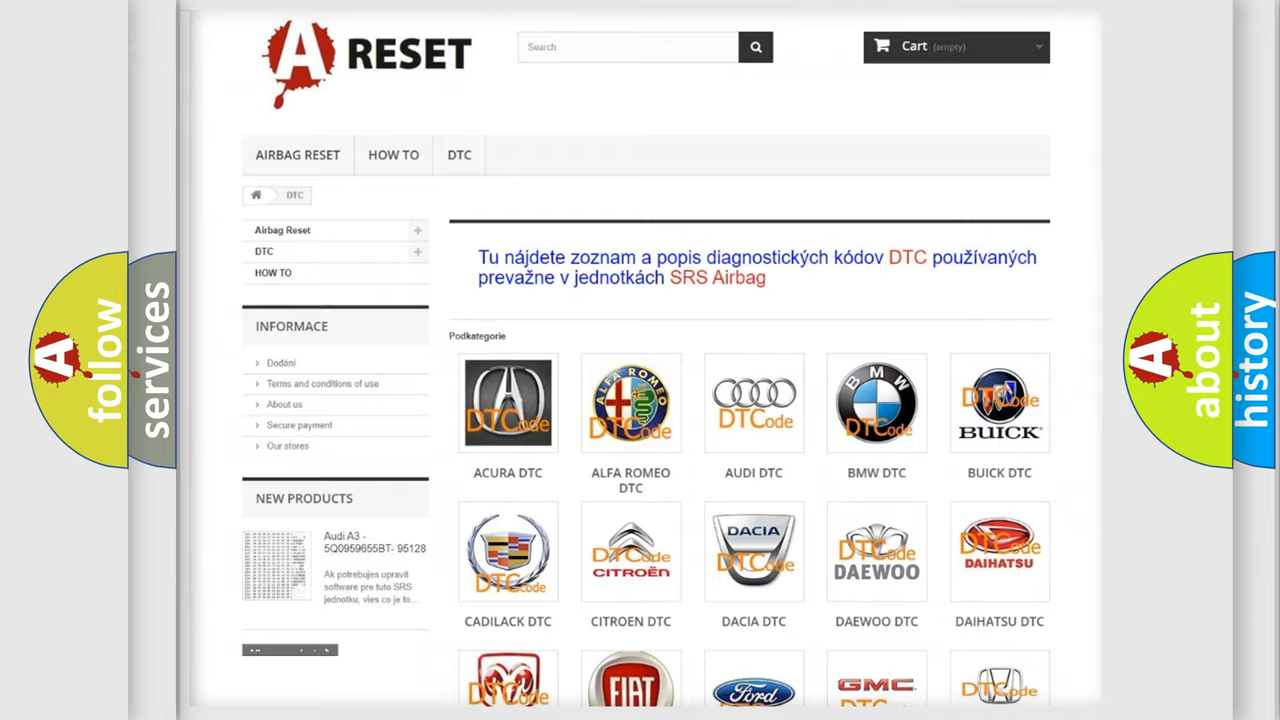 A RESET
Search
Cart (empty)
AIRBAG RESET
HOW TO
DTC
DTC
Airbag Reset
DTC
HOW TO
Tu nájdete zoznam a popis diagnostických kódov DTC používaných
prevažne v jednotkách SRS Airbag
INFORMACE
Dodání
Terms and conditions of use
About us
Secure payment
Our stores
NEW PRODUCTS
Audi A3 -
5Q0959655BT- 95128
Ak potrebujes upravit
software pre tuto SRS
jednotku, vies co je to...
Podkategorie
DTCode
ALFA ROMEO
DTCode
DTCode
BMW
DTCode
DTCode
BUICK
ACURA DTC
ALFA ROMEO
DTC
AUDI DTC
BMW DTC
BUICK DTC
DTCode
DTCode
CITROËN
DACIA
DTCode
DTCode
DAEWOO
DTCode
DAIHATSU
CADILACK DTC
CITROEN DTC
DACIA DTC
DAEWOO DTC
DAIHATSU DTC
DTCode
FIAT
Ford
GMC
DTCode
A follow
services
A about
history